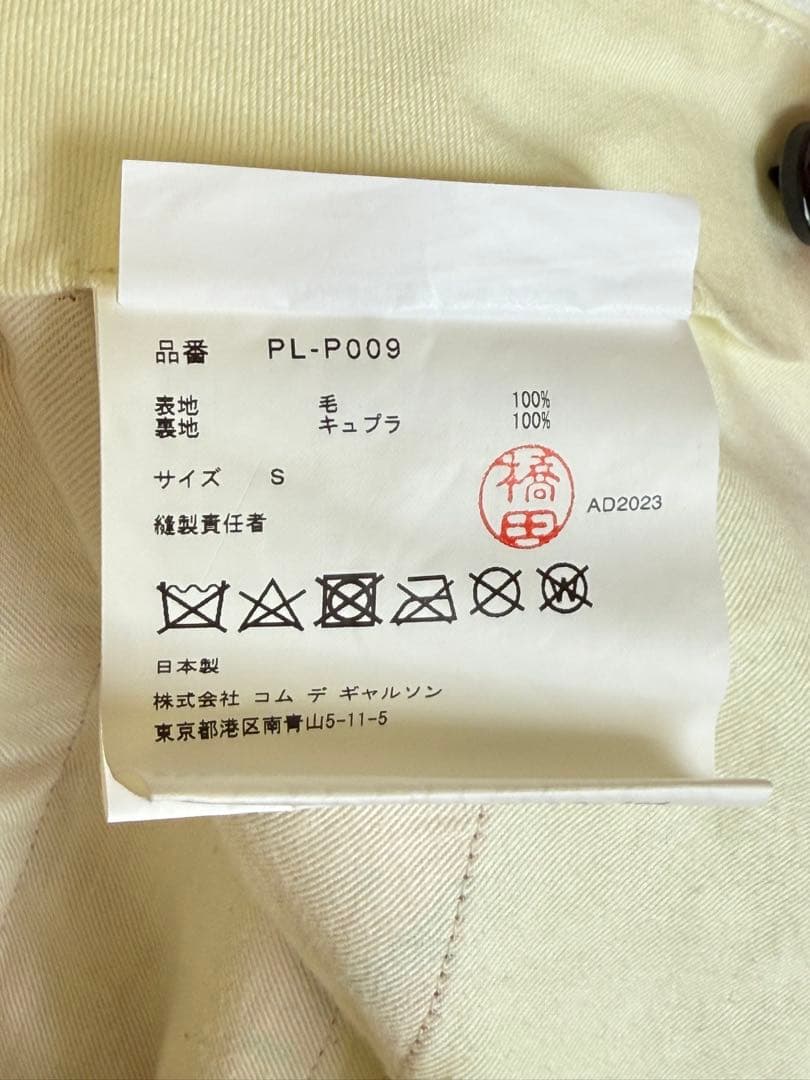 品番 PL-P009
表地 毛 100%
裏地 キュプラ 100%
サイズ S
橋田 AD2023
縫製責任者
W
日本製
株式会社 コム デ ギャルソン
東京都港区南青山5-11-5